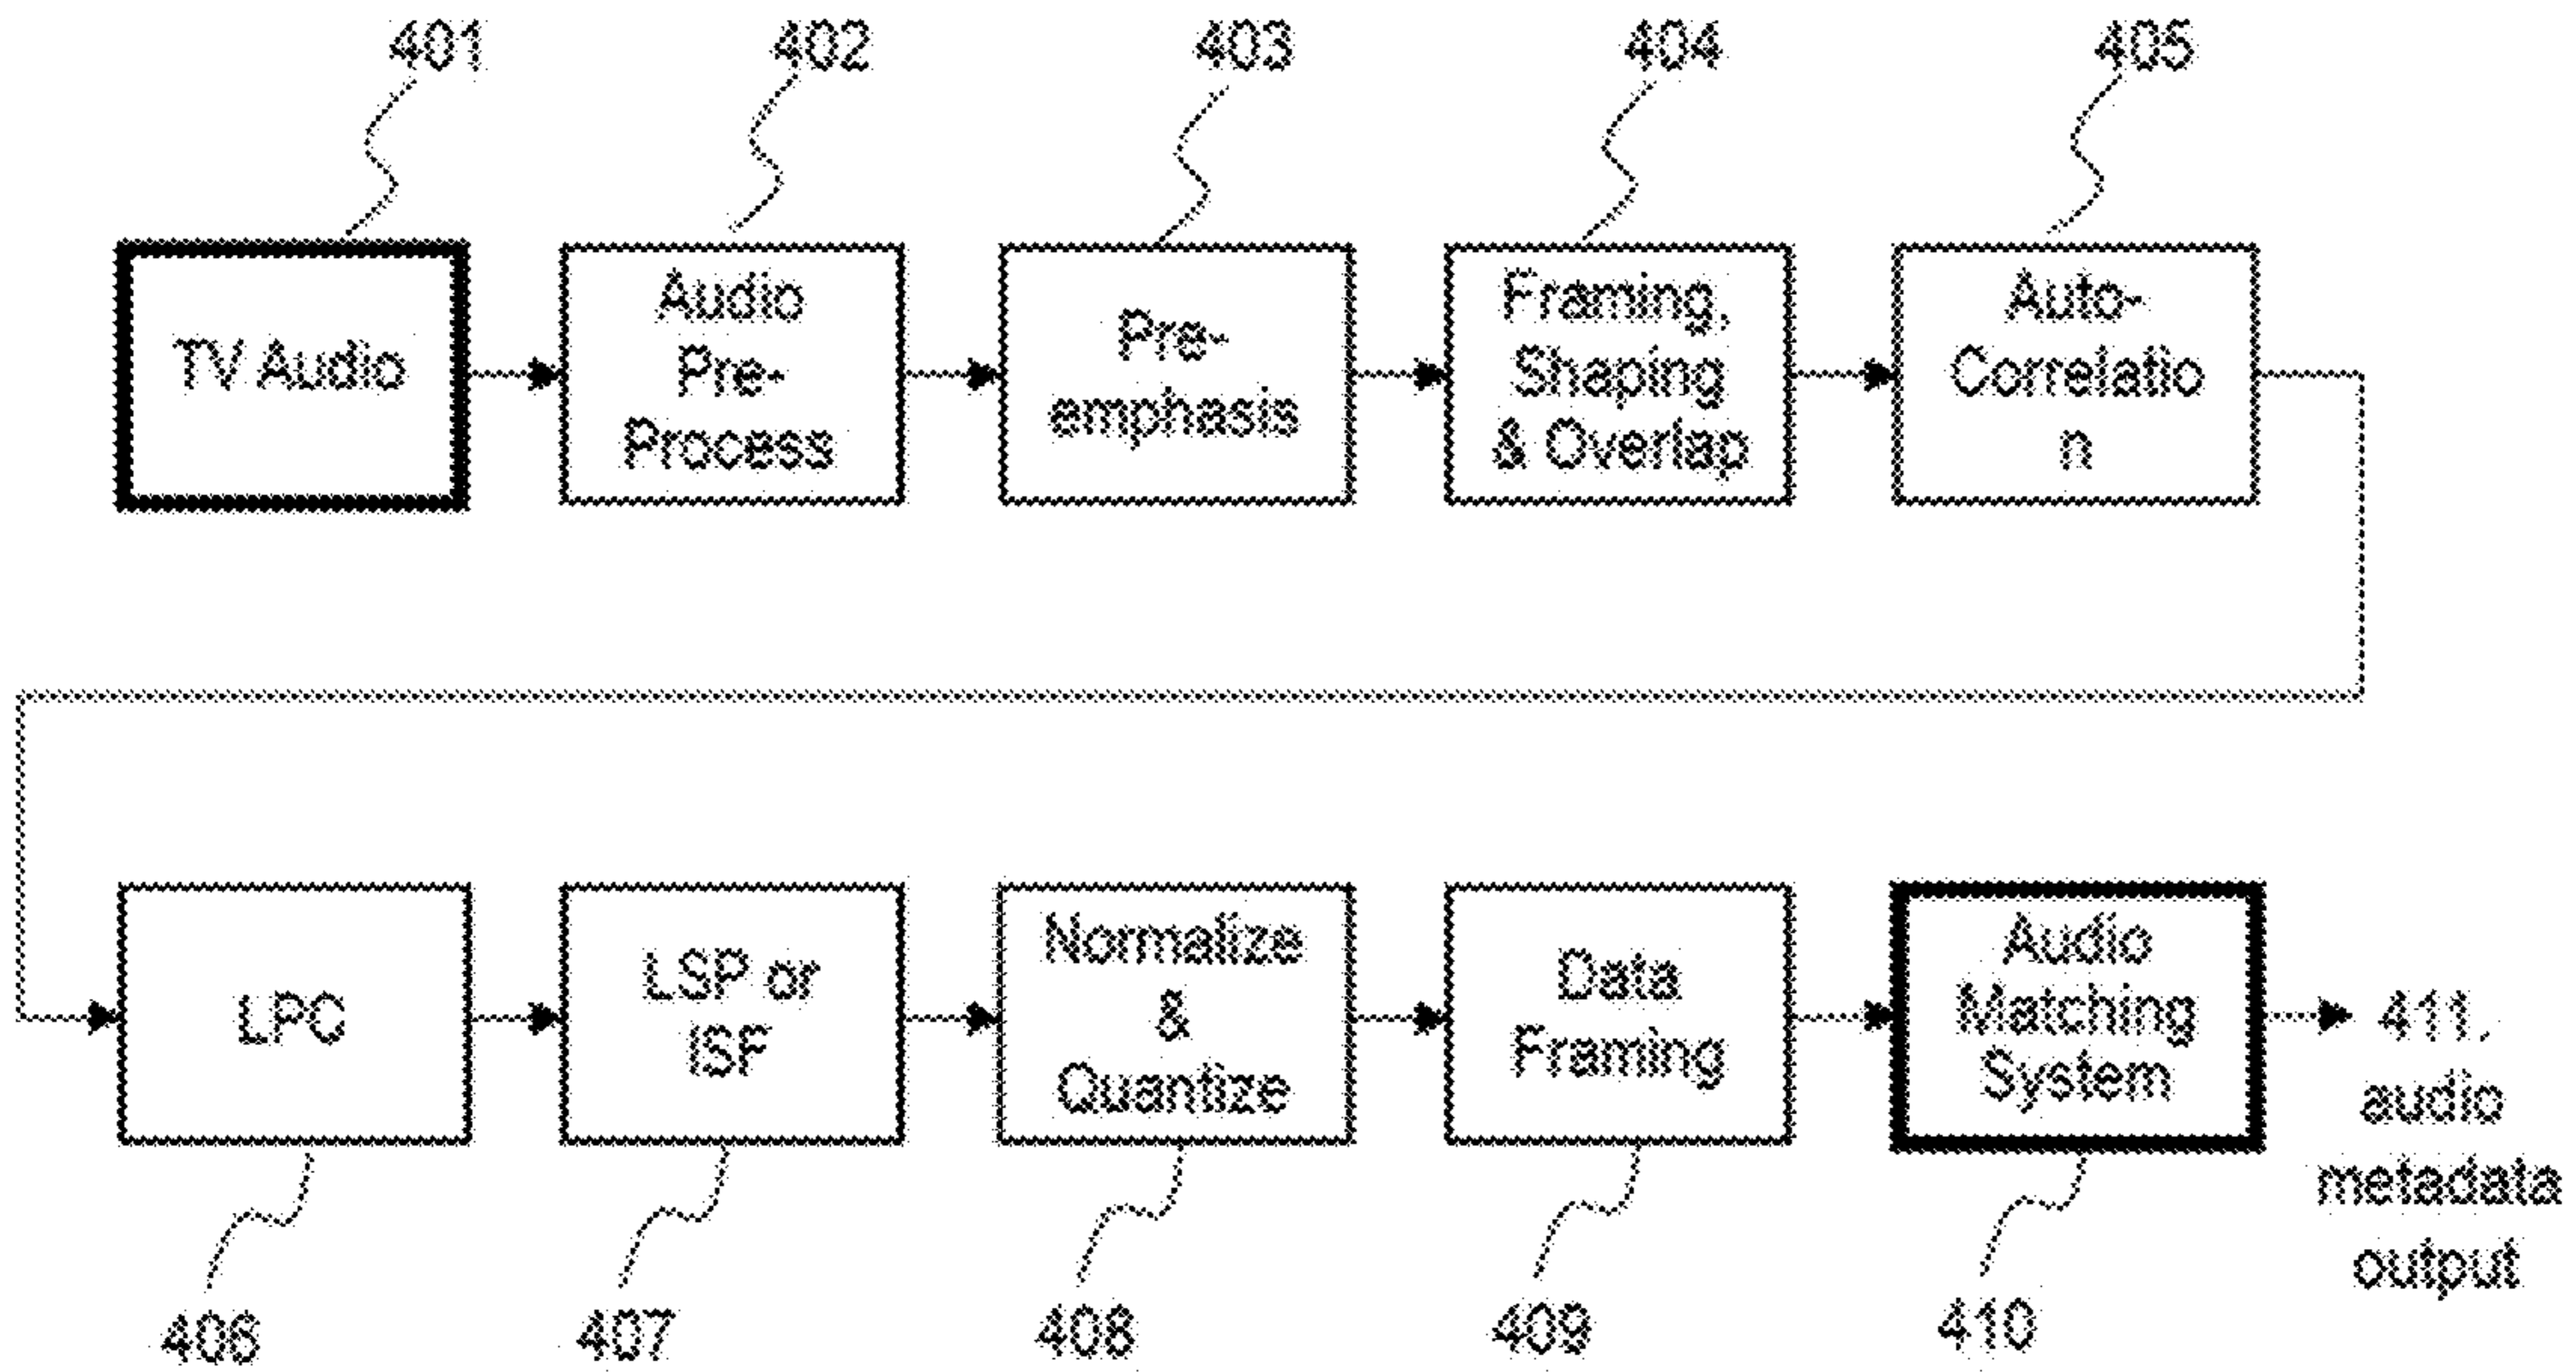 401
402
403
404
405
TV Audio
Audio
Pre-
Process
Pre-
emphasis
Framing,
Shaping
& Overlap
Auto-
Correlatio
n
LPC
LSP or
ISF
Normalize
&
Quantize
Data
Framing
Audio
Matching
System
411,
audio
metadata
output
406
407
408
409
410